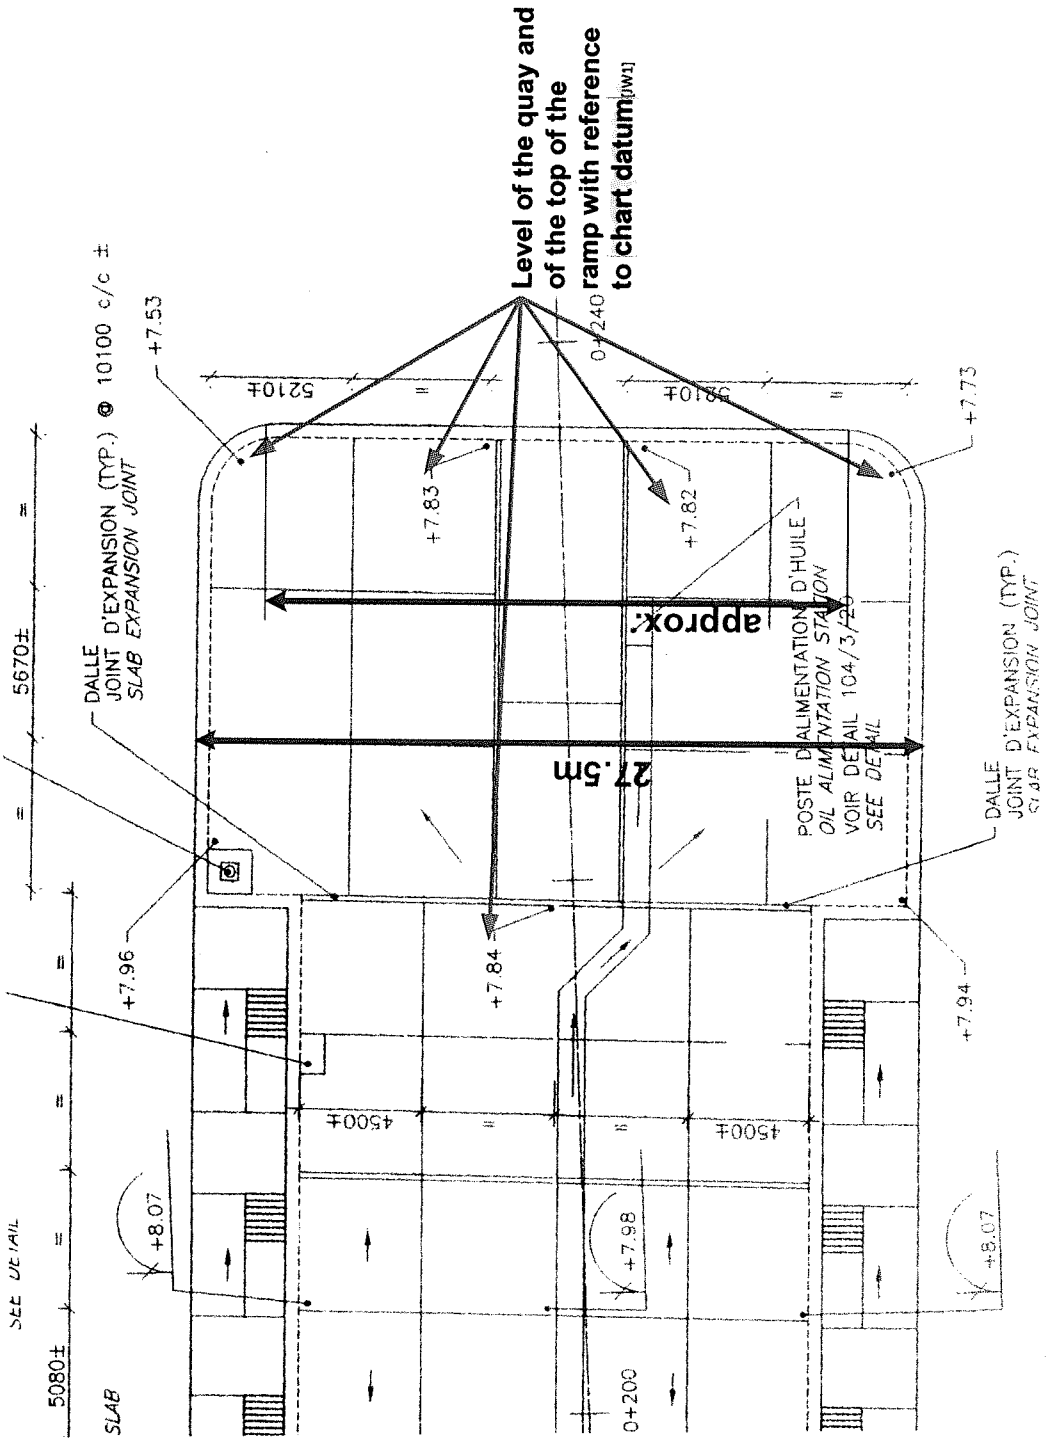 Level of the quay and
of the top of the
ramp with reference
to chart datum[JW1]
5670±
=
=
DALLE
JOINT D'EXPANSION (TYP.) @ 10100 c/c ±
SLAB EXPANSION JOINT
+7.53
5210±
=
=
5210±
0+240
+7.73
+7.83
+7.82
approx.
27.5m
POSTE D'ALIMENTATION D'HUILE
OIL ALIMENTATION STATION
VOIR DETAIL 104/3/20
SEE DETAIL
DALLE
JOINT D'EXPANSION (TYP.)
SLAB EXPANSION JOINT
+7.96
+7.84
+7.94
=
=
=
4500±
=
=
4500±
SEE DETAIL
+8.07
+7.98
+8.07
5080±
SLAB
0+200